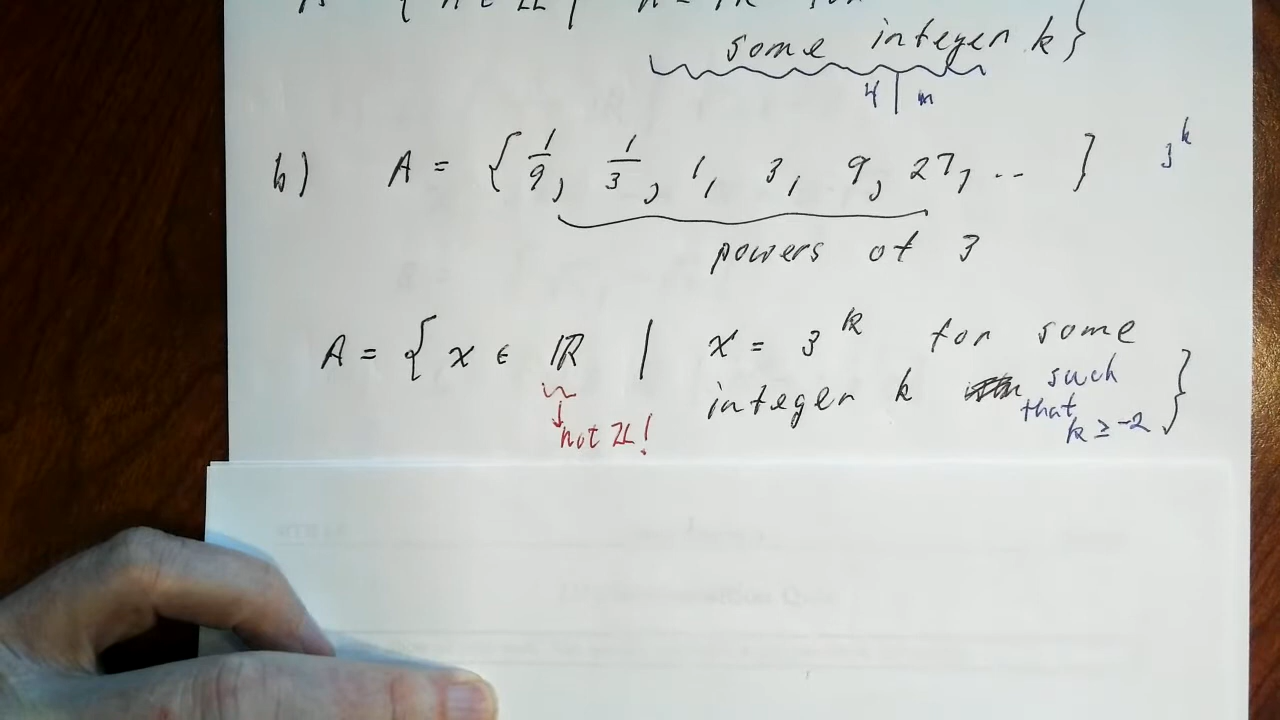 some integer k}
4 | m
b) A = { 1/9, 1/3, 1, 3, 9, 27, .. } 3^k
powers of 3
A = { x ∈ ℝ | x = 3^k for some
integer k such
that
k ≥ -2 }
not ℤ!